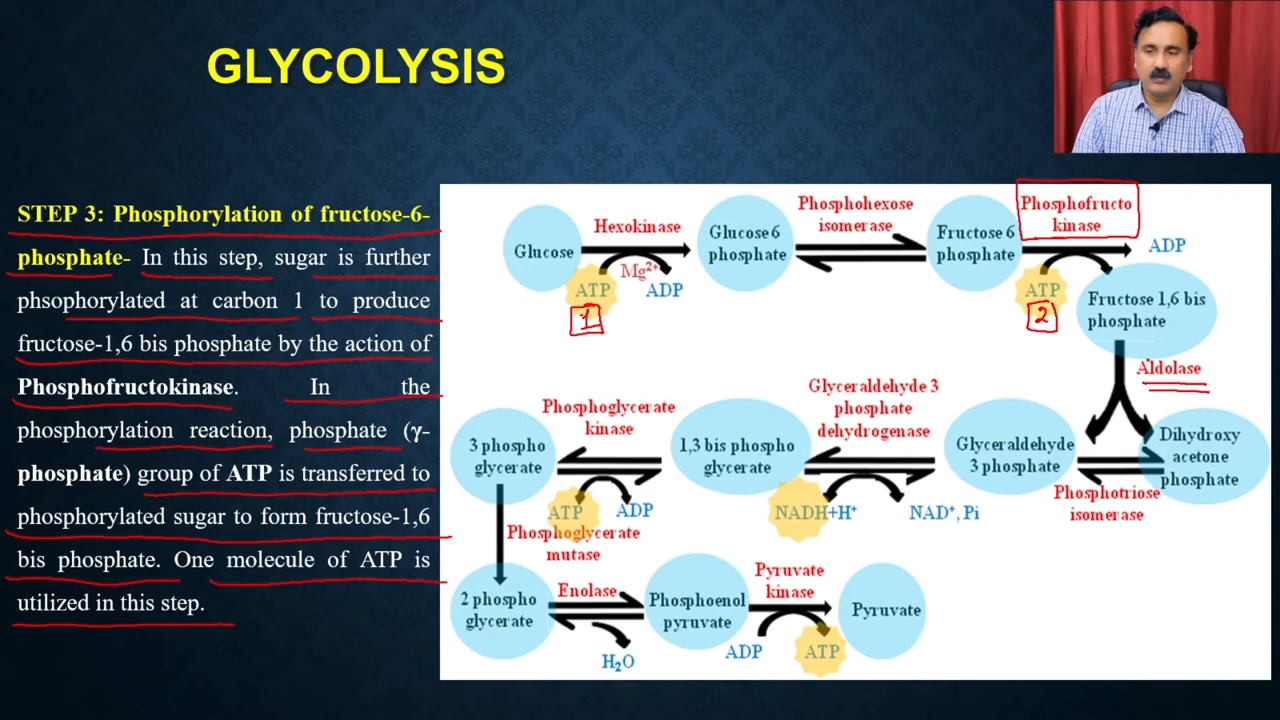 GLYCOLYSIS
STEP 3: Phosphorylation of fructose-6-
phosphate- In this step, sugar is further
phsophorylated at carbon 1 to produce
fructose-1,6 bis phosphate by the action of
Phosphofructokinase. In the
phosphorylation reaction, phosphate (γ-
phosphate) group of ATP is transferred to
phosphorylated sugar to form fructose-1,6
bis phosphate. One molecule of ATP is
utilized in this step.
Glucose
Hexokinase
Mg²⁺
ATP
ADP
1
Glucose 6
phosphate
Phosphohexose
isomerase
Fructose 6
phosphate
Phosphofructo
kinase
ATP
ADP
2
Fructose 1,6 bis
phosphate
Aldolase
Dihydroxy
acetone
phosphate
Phosphotriose
isomerase
Glyceraldehyde
3 phosphate
Glyceraldehyde 3
phosphate
dehydrogenase
NADH+H⁺
NAD⁺, Pi
1,3 bis phospho
glycerate
Phosphoglycerate
kinase
ATP
ADP
3 phospho
glycerate
Phosphoglycerate
mutase
2 phospho
glycerate
Enolase
H₂O
Phosphoenol
pyruvate
Pyruvate
kinase
ADP
ATP
Pyruvate